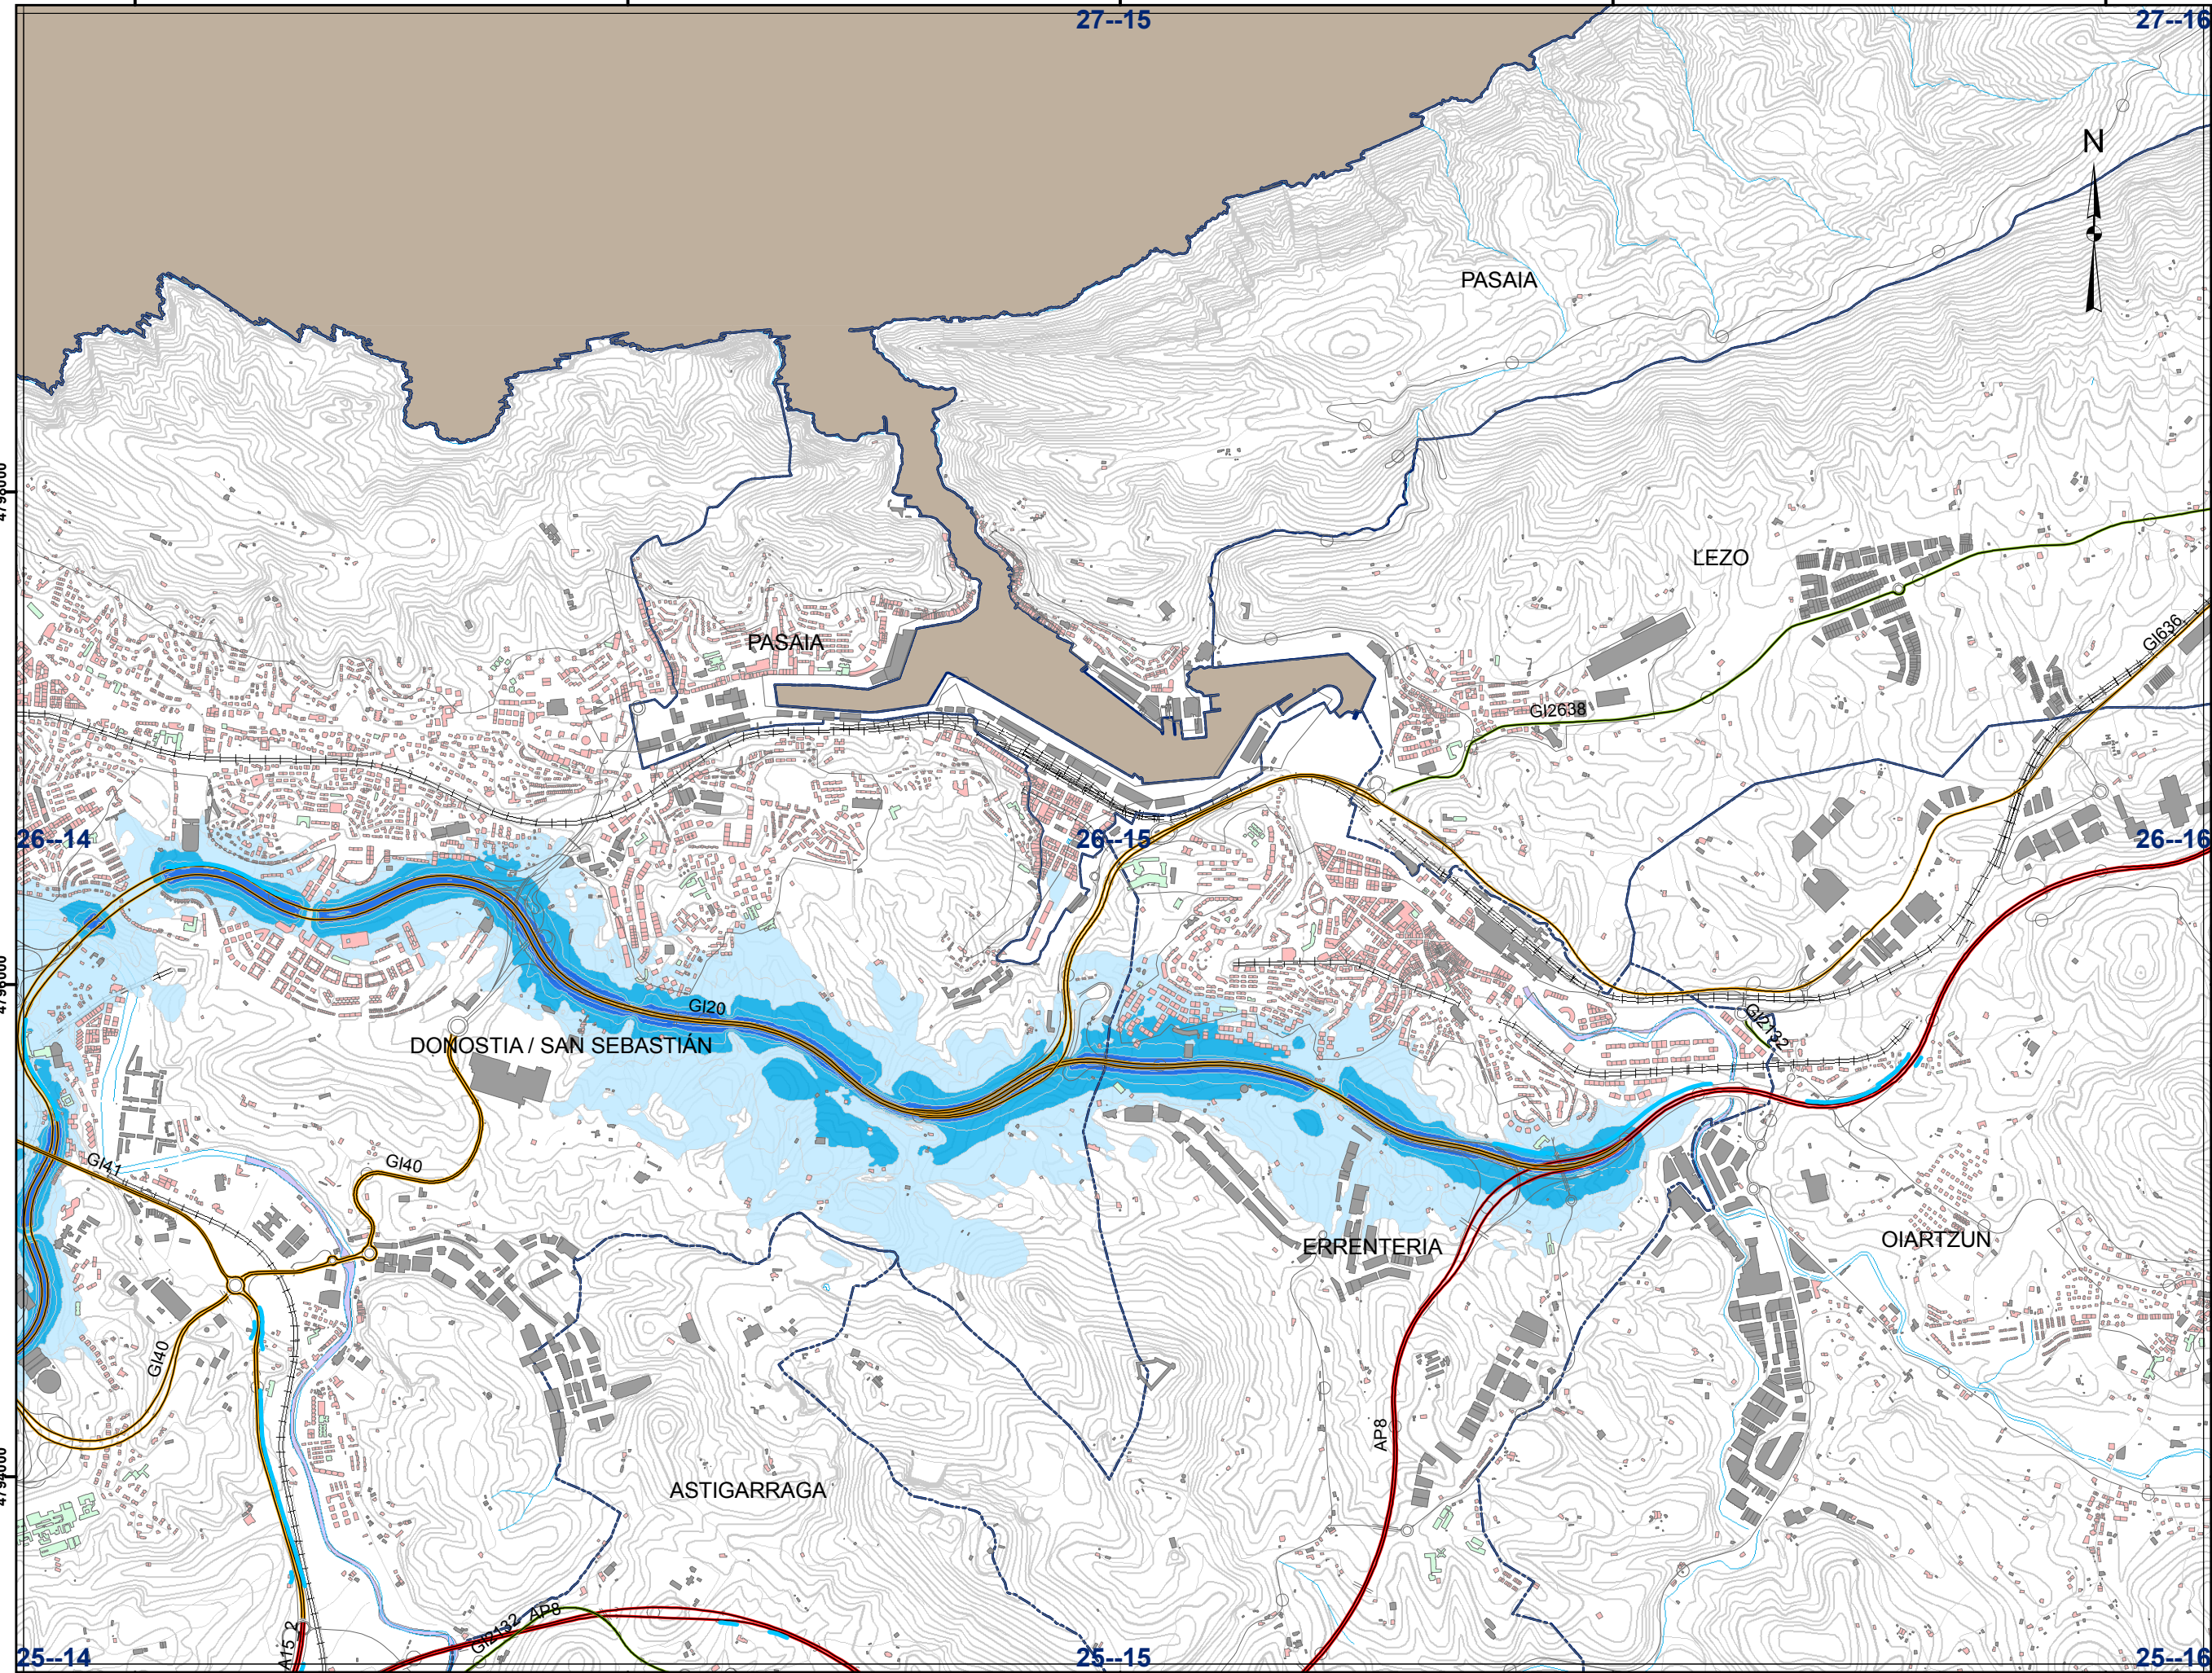 27--15
27--16
N
PASAIA
LEZO
GI636
PASAIA
GI2638
26--14
26--15
26--16
GI20
GI2132
DONOSTIA / SAN SEBASTIÁN
GI41
GI40
ERRENTERIA
OIARTZUN
GI40
AP8
ASTIGARRAGA
GI2132
AP8
A15_2
25--14
25--15
25--16